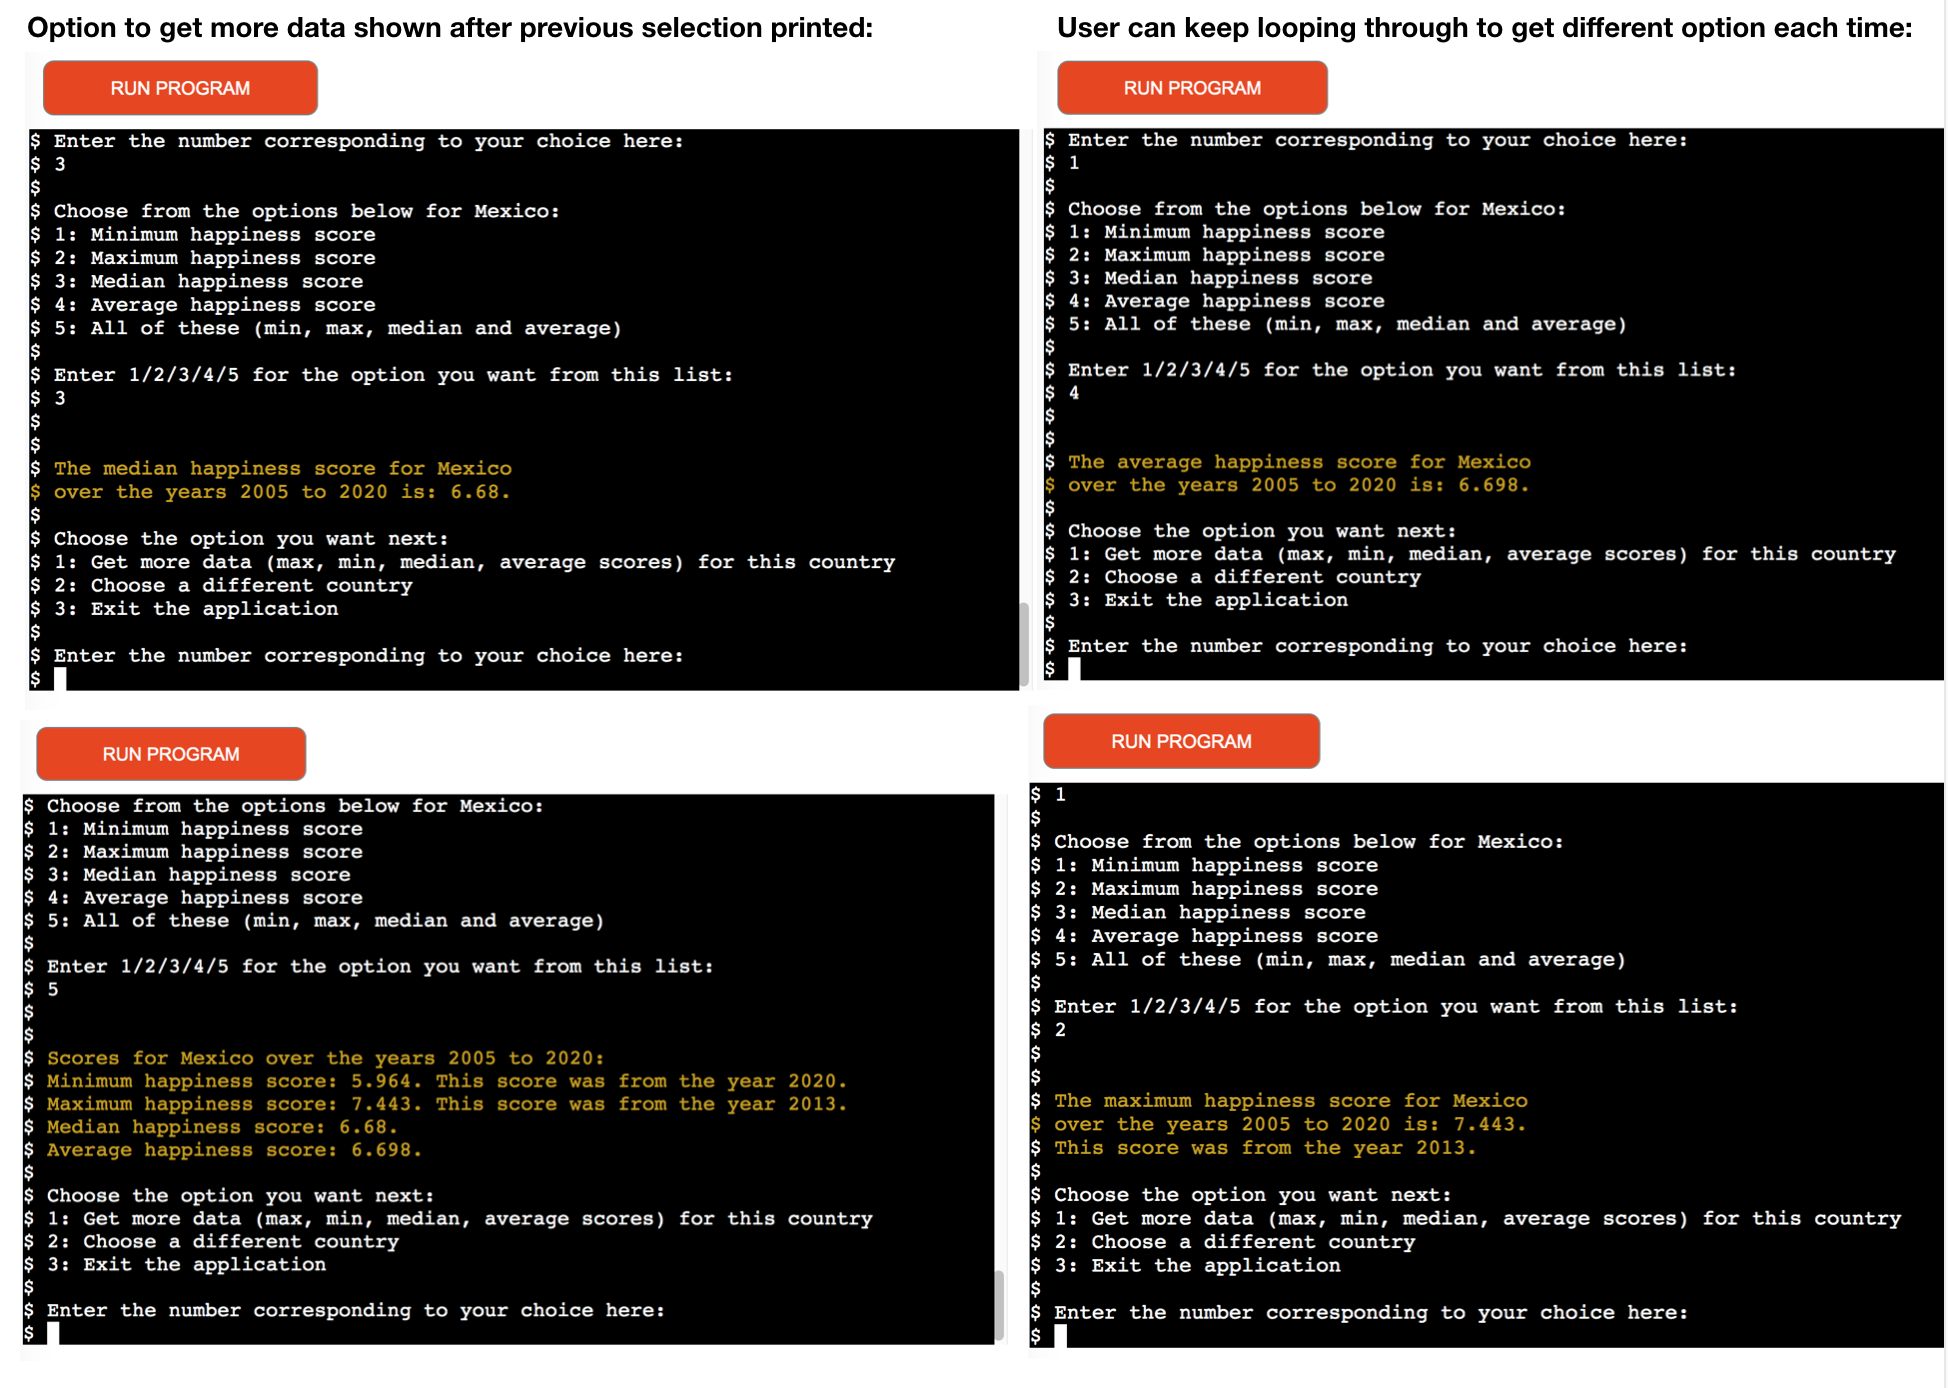 Option to get more data shown after previous selection printed:
RUN PROGRAM
$ Enter the number corresponding to your choice here:
$ 3
$
$ Choose from the options below for Mexico:
$ 1: Minimum happiness score
$ 2: Maximum happiness score
$ 3: Median happiness score
$ 4: Average happiness score
$ 5: All of these (min, max, median and average)
$
$ Enter 1/2/3/4/5 for the option you want from this list:
$ 3
$
$
$ The median happiness score for Mexico
$ over the years 2005 to 2020 is: 6.68.
$
$ Choose the option you want next:
$ 1: Get more data (max, min, median, average scores) for this country
$ 2: Choose a different country
$ 3: Exit the application
$
$ Enter the number corresponding to your choice here:
$
User can keep looping through to get different option each time:
RUN PROGRAM
$ Enter the number corresponding to your choice here:
$ 1
$
$ Choose from the options below for Mexico:
$ 1: Minimum happiness score
$ 2: Maximum happiness score
$ 3: Median happiness score
$ 4: Average happiness score
$ 5: All of these (min, max, median and average)
$
$ Enter 1/2/3/4/5 for the option you want from this list:
$ 4
$
$
$ The average happiness score for Mexico
$ over the years 2005 to 2020 is: 6.698.
$
$ Choose the option you want next:
$ 1: Get more data (max, min, median, average scores) for this country
$ 2: Choose a different country
$ 3: Exit the application
$
$ Enter the number corresponding to your choice here:
$
RUN PROGRAM
$ Choose from the options below for Mexico:
$ 1: Minimum happiness score
$ 2: Maximum happiness score
$ 3: Median happiness score
$ 4: Average happiness score
$ 5: All of these (min, max, median and average)
$
$ Enter 1/2/3/4/5 for the option you want from this list:
$ 5
$
$
$ Scores for Mexico over the years 2005 to 2020:
$ Minimum happiness score: 5.964. This score was from the year 2020.
$ Maximum happiness score: 7.443. This score was from the year 2013.
$ Median happiness score: 6.68.
$ Average happiness score: 6.698.
$
$ Choose the option you want next:
$ 1: Get more data (max, min, median, average scores) for this country
$ 2: Choose a different country
$ 3: Exit the application
$
$ Enter the number corresponding to your choice here:
$
RUN PROGRAM
$ 1
$
$ Choose from the options below for Mexico:
$ 1: Minimum happiness score
$ 2: Maximum happiness score
$ 3: Median happiness score
$ 4: Average happiness score
$ 5: All of these (min, max, median and average)
$
$ Enter 1/2/3/4/5 for the option you want from this list:
$ 2
$
$
$ The maximum happiness score for Mexico
$ over the years 2005 to 2020 is: 7.443.
$ This score was from the year 2013.
$
$ Choose the option you want next:
$ 1: Get more data (max, min, median, average scores) for this country
$ 2: Choose a different country
$ 3: Exit the application
$
$ Enter the number corresponding to your choice here:
$